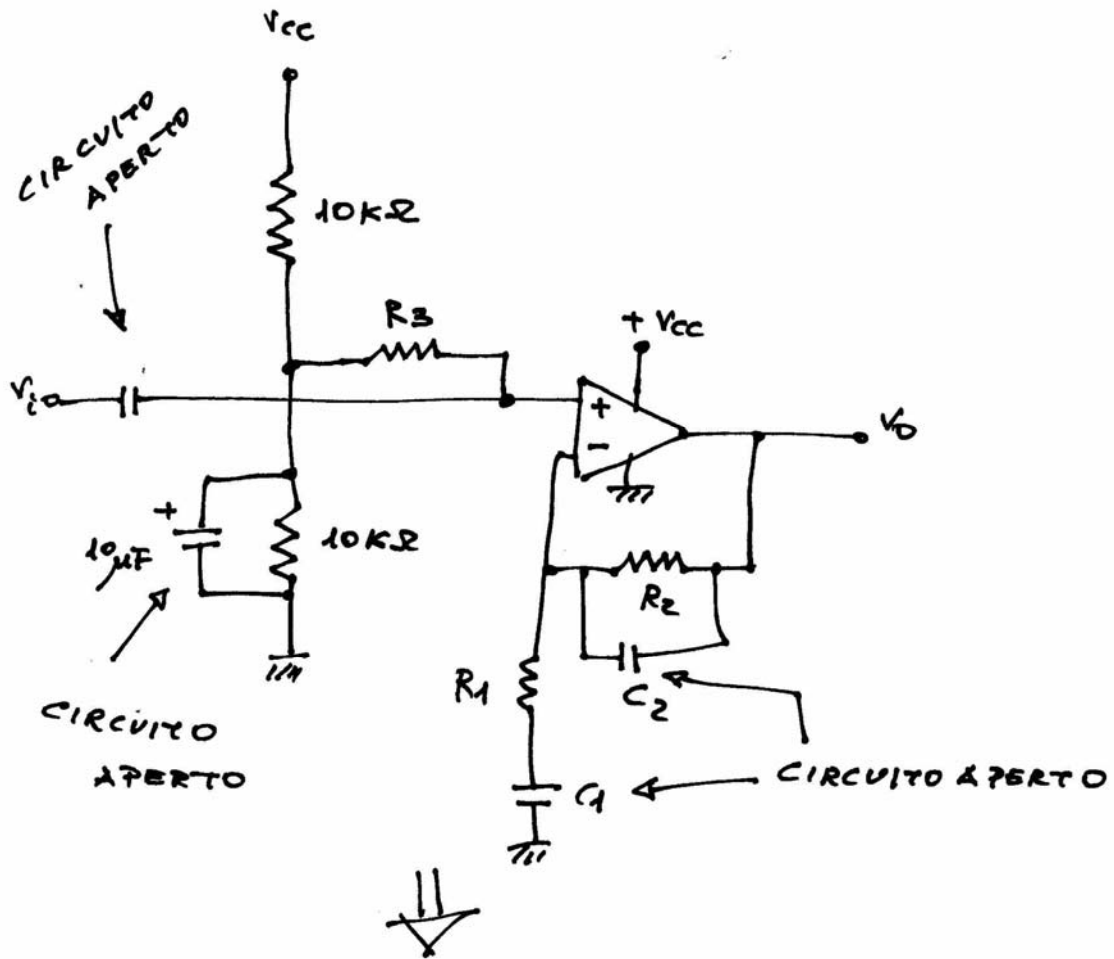 Vcc
CIRCUITO
APERTO
10KΩ
R3
+ Vcc
Vi
+
-
Vo
+
10μF
10KΩ
R2
C2
R1
CIRCUITO
APERTO
C1
CIRCUITO APERTO